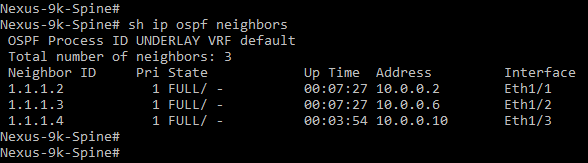 Nexus-9k-Spine#
Nexus-9k-Spine# sh ip ospf neighbors
 OSPF Process ID UNDERLAY VRF default
 Total number of neighbors: 3
 Neighbor ID     Pri State            Up Time  Address         Interface
 1.1.1.2           1 FULL/ -          00:07:27 10.0.0.2        Eth1/1
 1.1.1.3           1 FULL/ -          00:07:27 10.0.0.6        Eth1/2
 1.1.1.4           1 FULL/ -          00:03:54 10.0.0.10       Eth1/3
Nexus-9k-Spine#
Nexus-9k-Spine#